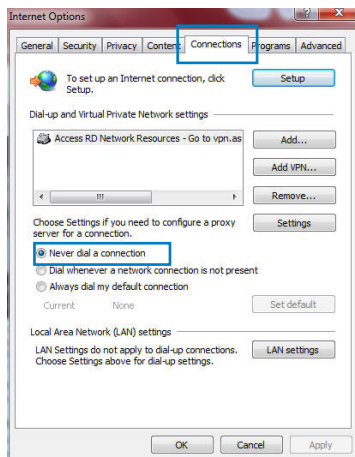 Internet Options
General Security Privacy Content Connections Programs Advanced
To set up an Internet connection, click
Setup.
Setup
Dial-up and Virtual Private Network settings
Access RD Network Resources - Go to vpn.as
Add...
Add VPN...
Remove...
Choose Settings if you need to configure a proxy
server for a connection.
Settings
Never dial a connection
Dial whenever a network connection is not present
Always dial my default connection
Current None
Set default
Local Area Network (LAN) settings
LAN Settings do not apply to dial-up connections.
Choose Settings above for dial-up settings.
LAN settings
OK Cancel Apply